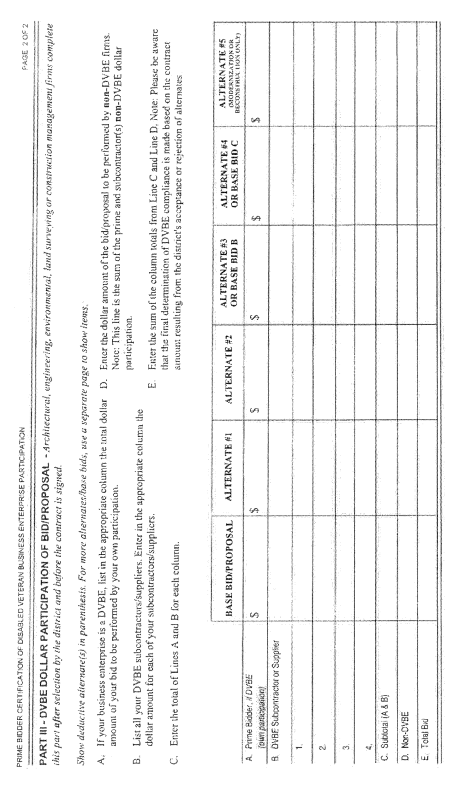 PRIME BIDDER CERTIFICATION OF DISABLED VETERAN BUSINESS ENTERPRISE PARTICIPATION
PAGE 2 OF 2
PART III - DVBE DOLLAR PARTICIPATION OF BID/PROPOSAL - Architectural, engineering, environmental, land surveying or construction management firms complete
this part after selection by the district and before the contract is signed.
Show deductive alternate(s) in parenthesis. For more alternates/base bids, use a separate page to show items.
A. If your business enterprise is a DVBE, list in the appropriate column the total dollar
amount of your bid to be performed by your own participation.
B. List all your DVBE subcontractors/suppliers. Enter in the appropriate column the
dollar amount for each of your subcontractors/suppliers.
C. Enter the total of Lines A and B for each column.
D. Enter the dollar amount of the bid/proposal to be performed by non-DVBE firms.
Note: This line is the sum of the prime and subcontractor(s) non-DVBE dollar
participation.
E. Enter the sum of the column totals from Line C and Line D. Note: Please be aware
that the final determination of DVBE compliance is made based on the contract
amount resulting from the district's acceptance or rejection of alternates.
BASE BID/PROPOSAL
ALTERNATE #1
ALTERNATE #2
ALTERNATE #3
OR BASE BID B
ALTERNATE #4
OR BASE BID C
ALTERNATE #5
(MODERNIZATION OR
RECONSTRUCTION ONLY)
A. Prime Bidder, if DVBE
(own participation)
$ $ $ $ $ $
B. DVBE Subcontractor or Supplier
1.
2.
3.
4.
C. Subtotal (A & B)
D. Non-DVBE
E. Total Bid